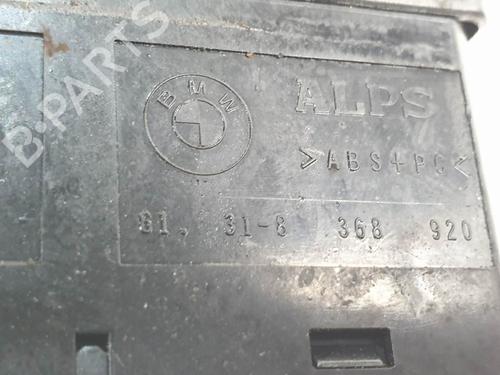 BMW
ALPS
>ABS+PC<
61. 31-8 368 920
B-PARTS